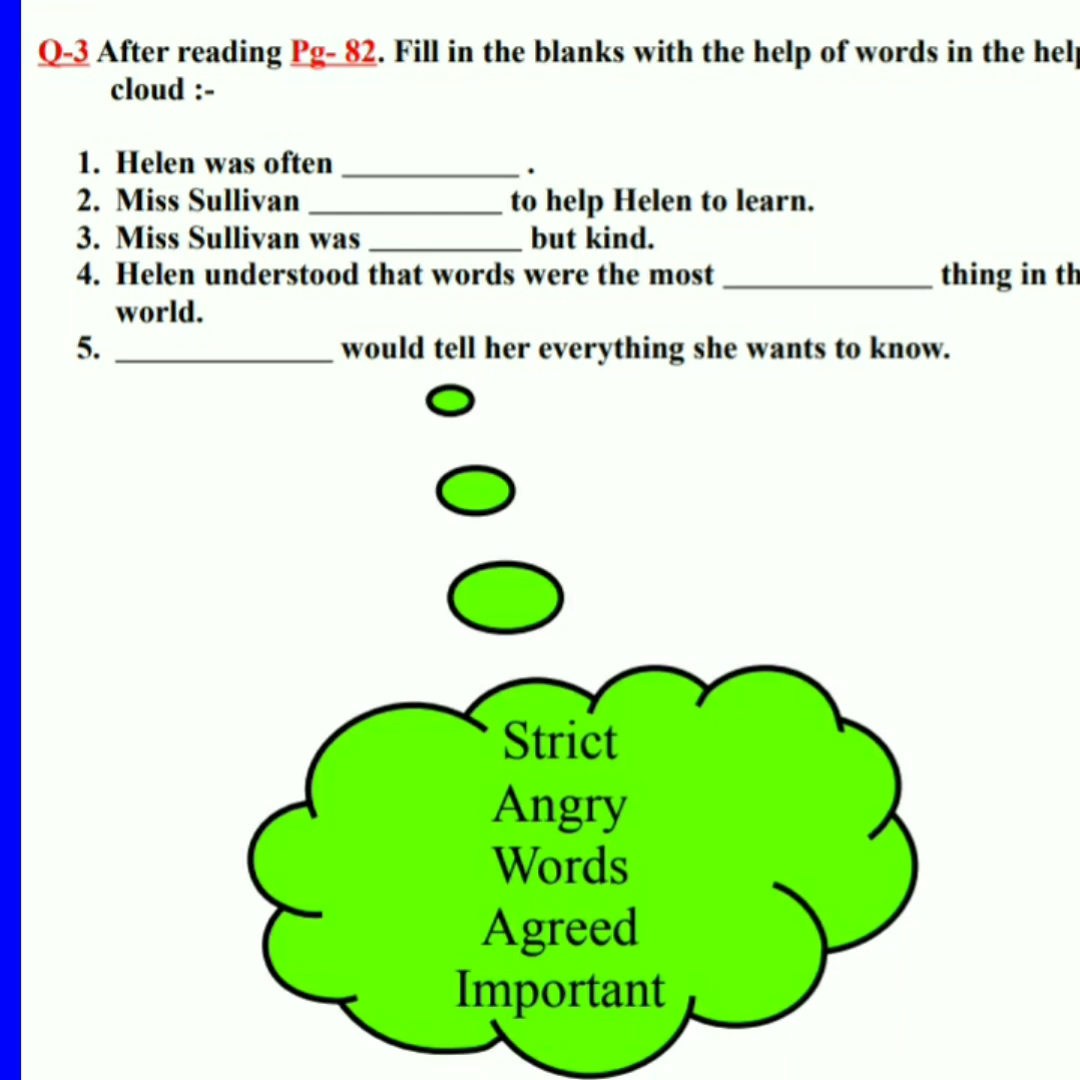 Q-3 After reading Pg- 82. Fill in the blanks with the help of words in the help
cloud :-
1. Helen was often ____________ .
2. Miss Sullivan _____________ to help Helen to learn.
3. Miss Sullivan was __________ but kind.
4. Helen understood that words were the most ______________ thing in th
world.
5. _______________ would tell her everything she wants to know.
Strict
Angry
Words
Agreed
Important